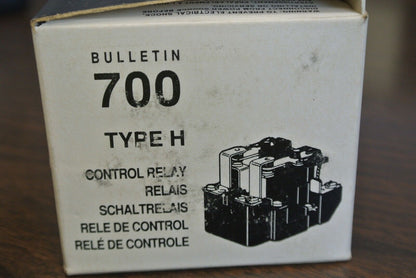 BULLETIN
700
TYPE H
CONTROL RELAY
RELAIS
SCHALTRELAIS
RELE DE CONTROL
RELÉ DE CONTROLE